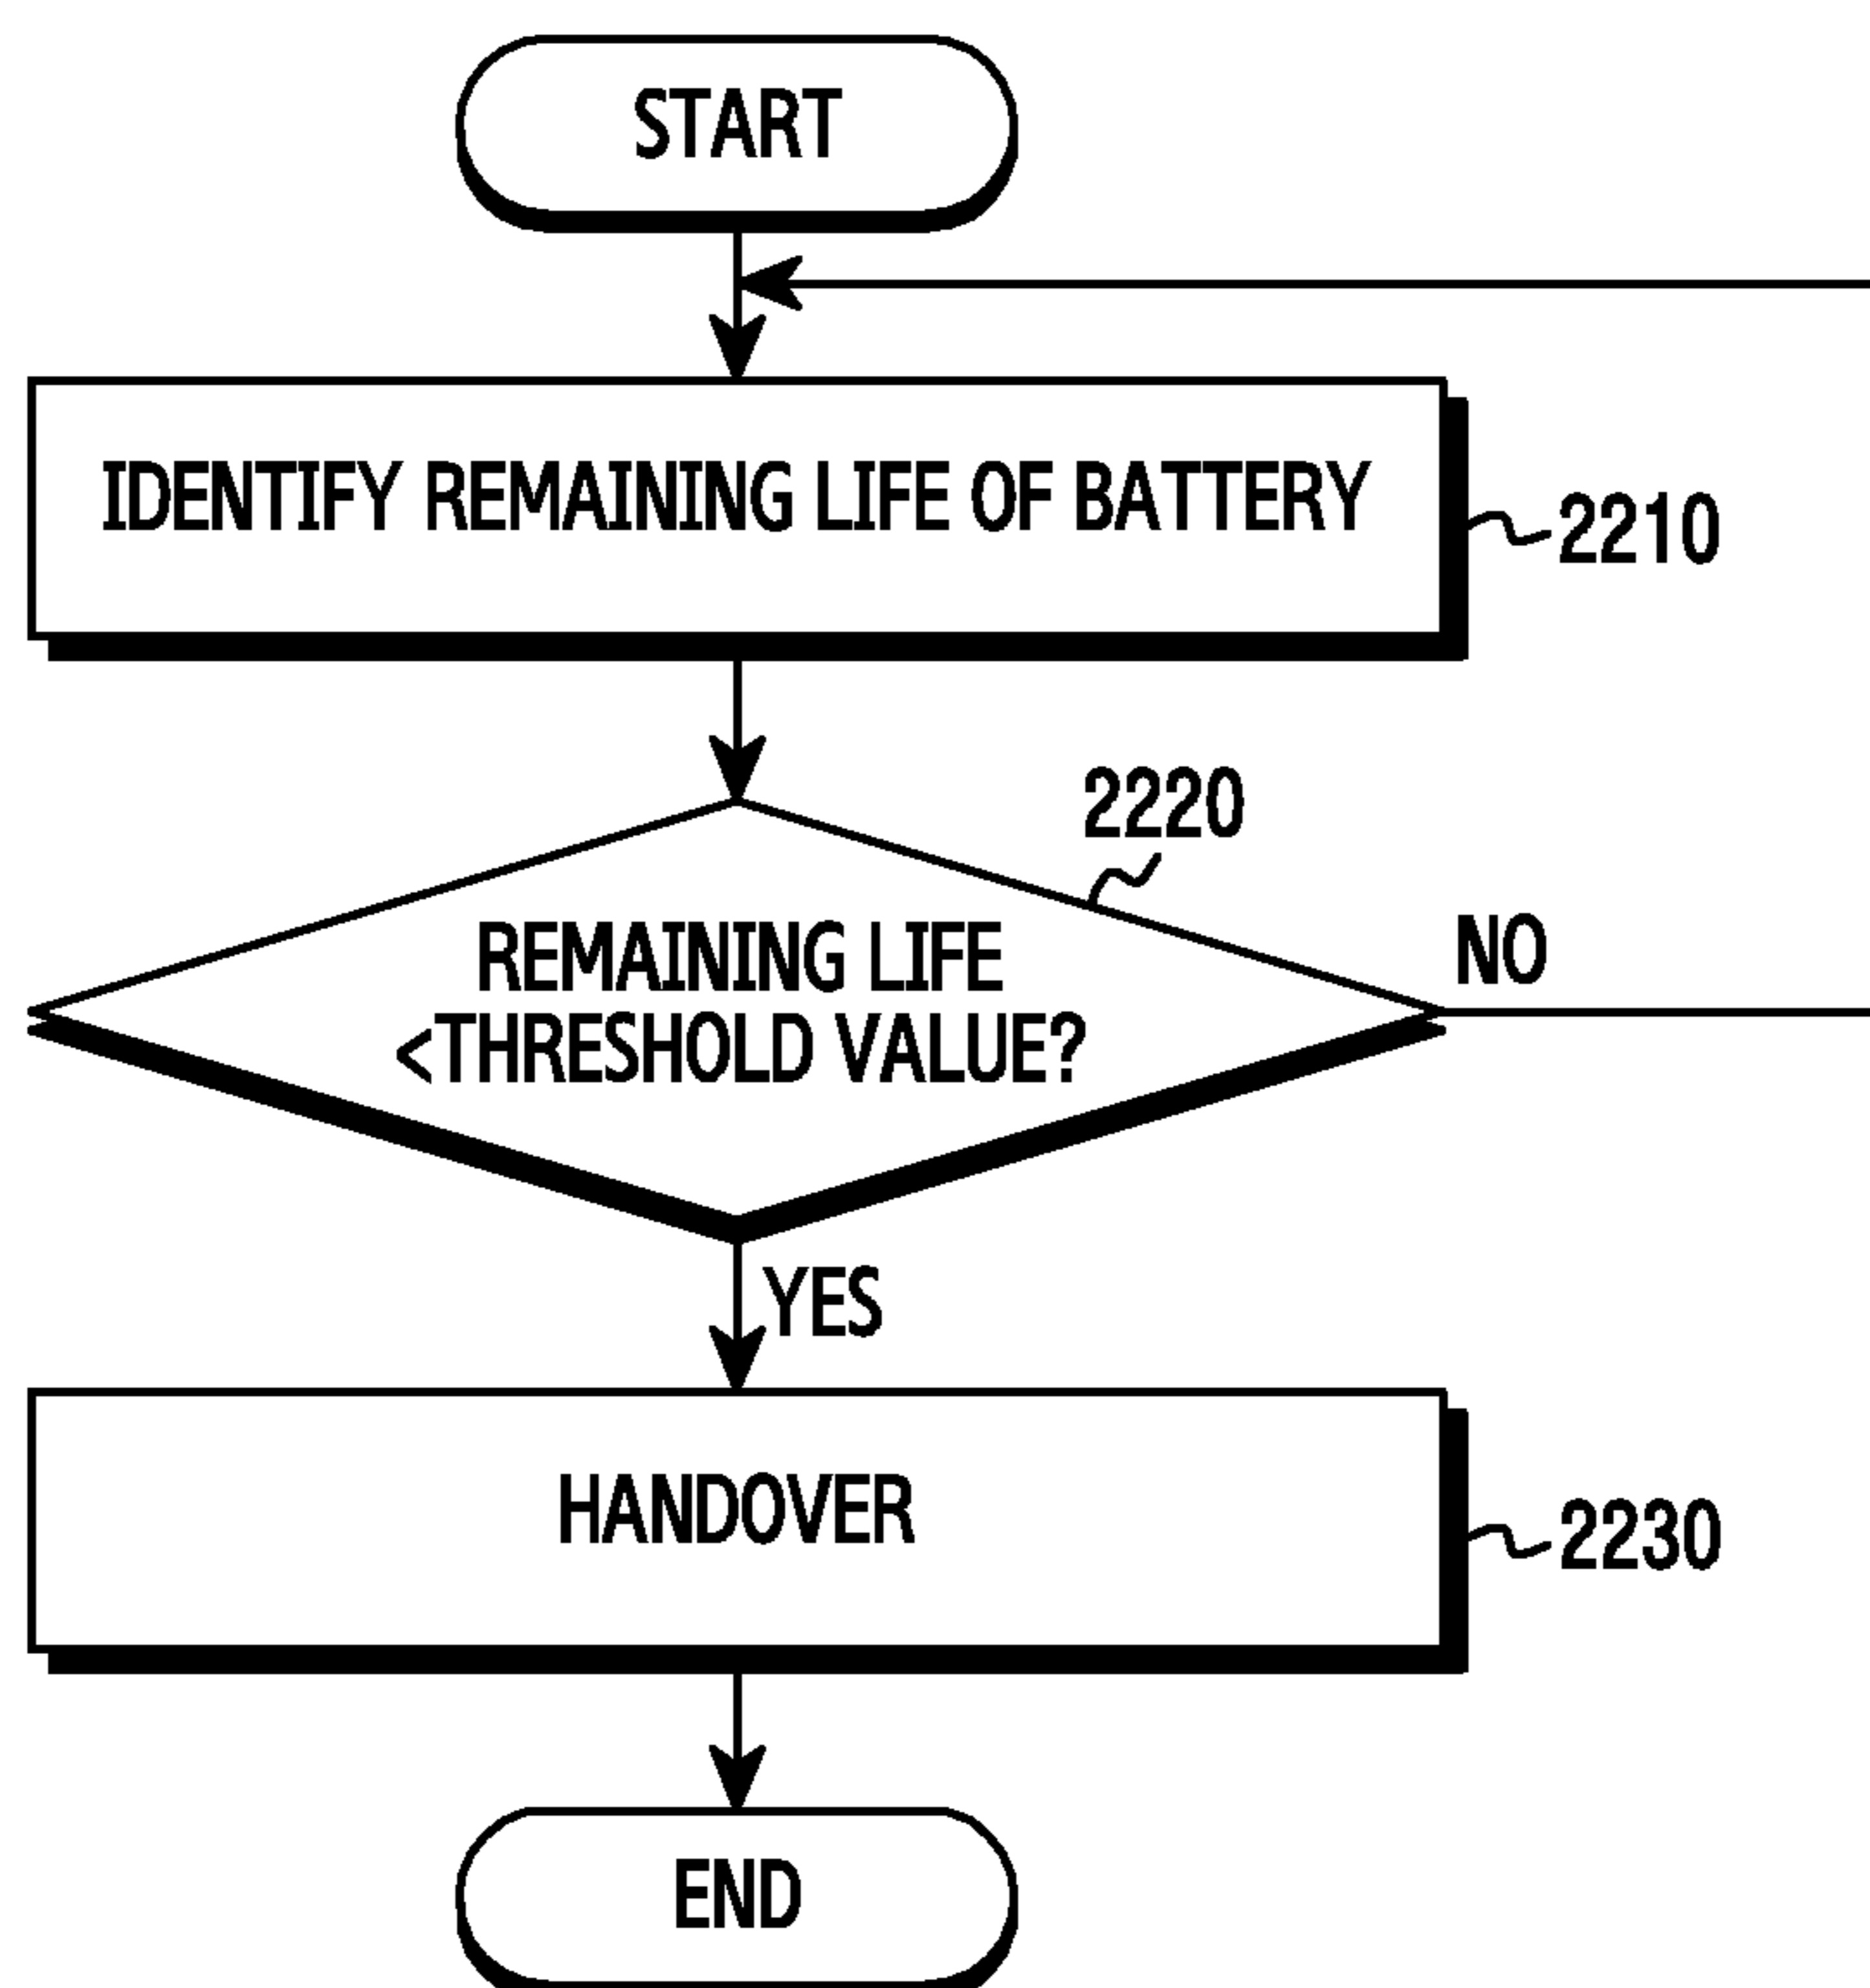 START
IDENTIFY REMAINING LIFE OF BATTERY
2210
2220
REMAINING LIFE
<THRESHOLD VALUE?
NO
YES
HANDOVER
2230
END